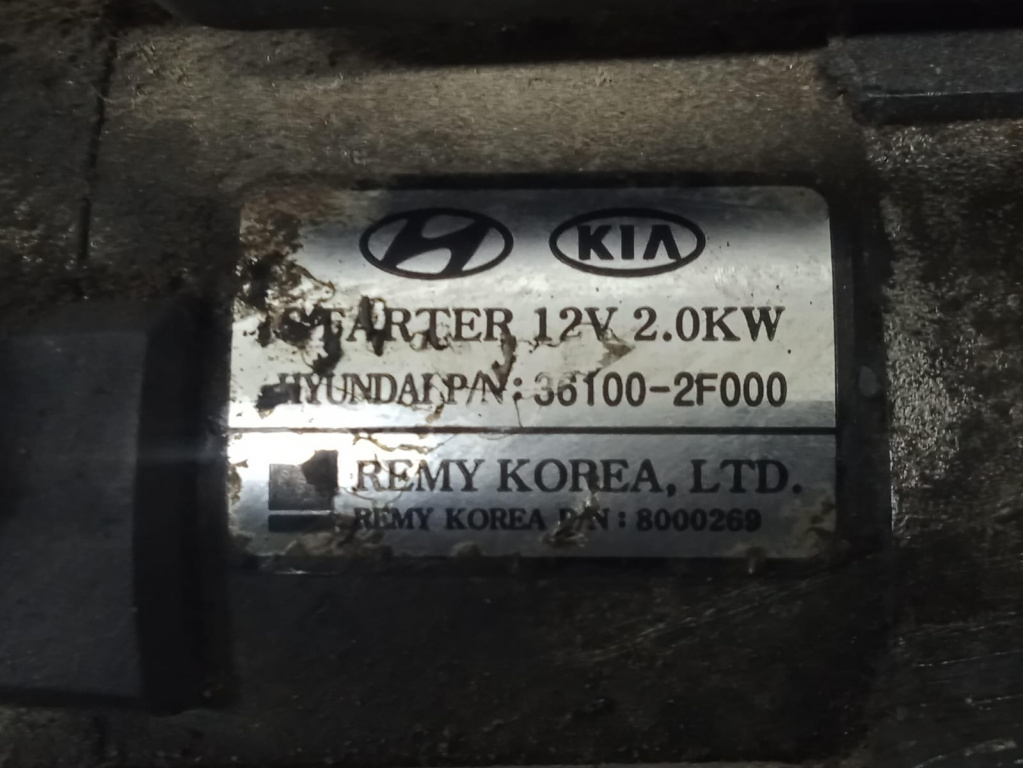 KIA
STARTER 12V 2.0KW
HYUNDAI P/N: 36100-2F000
REMY KOREA, LTD.
REMY KOREA P/N: 8000269